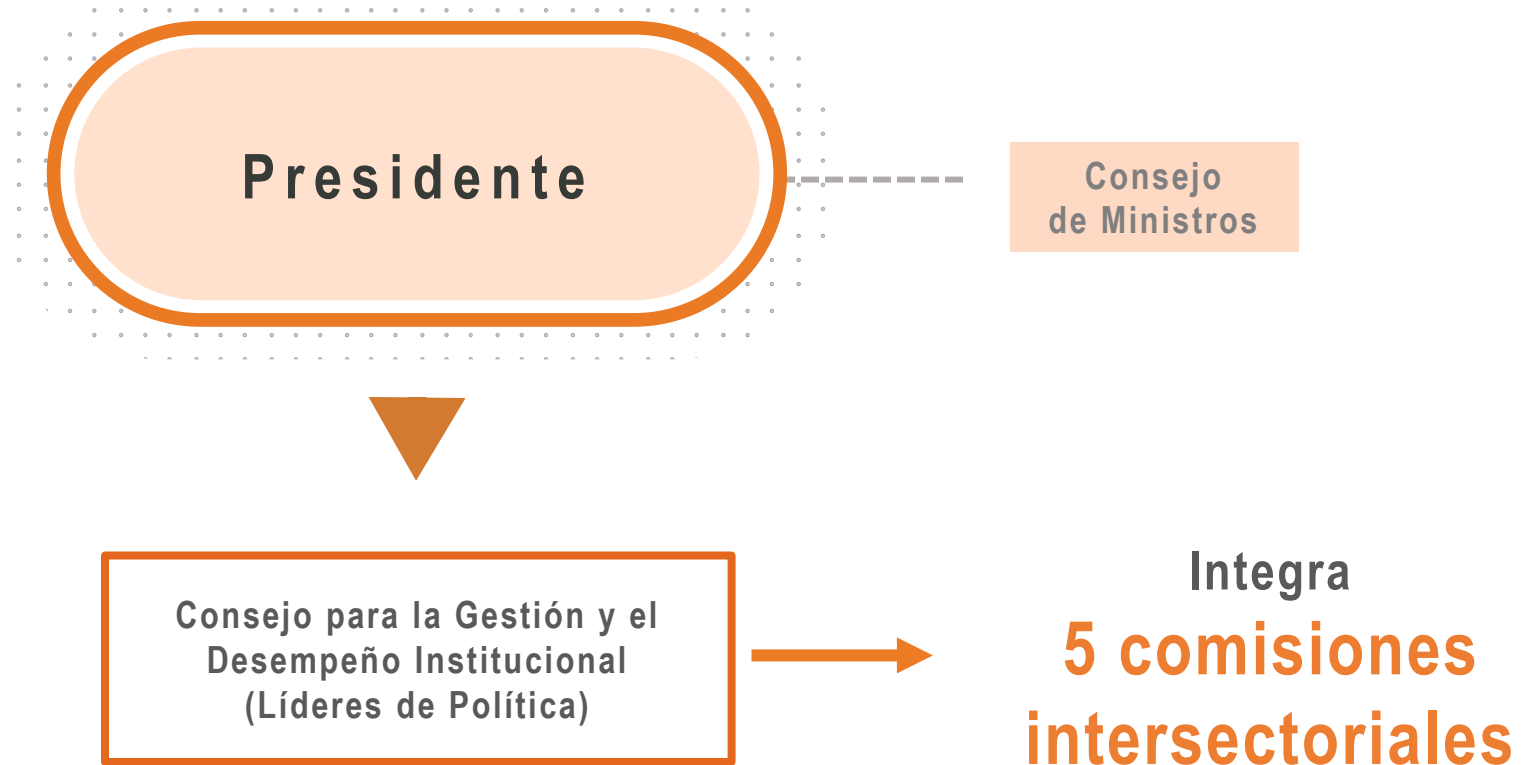 Presidente
Consejo
de Ministros
Consejo para la Gestión y el
Desempeño Institucional
(Líderes de Política)
Integra
5 comisiones
intersectoriales